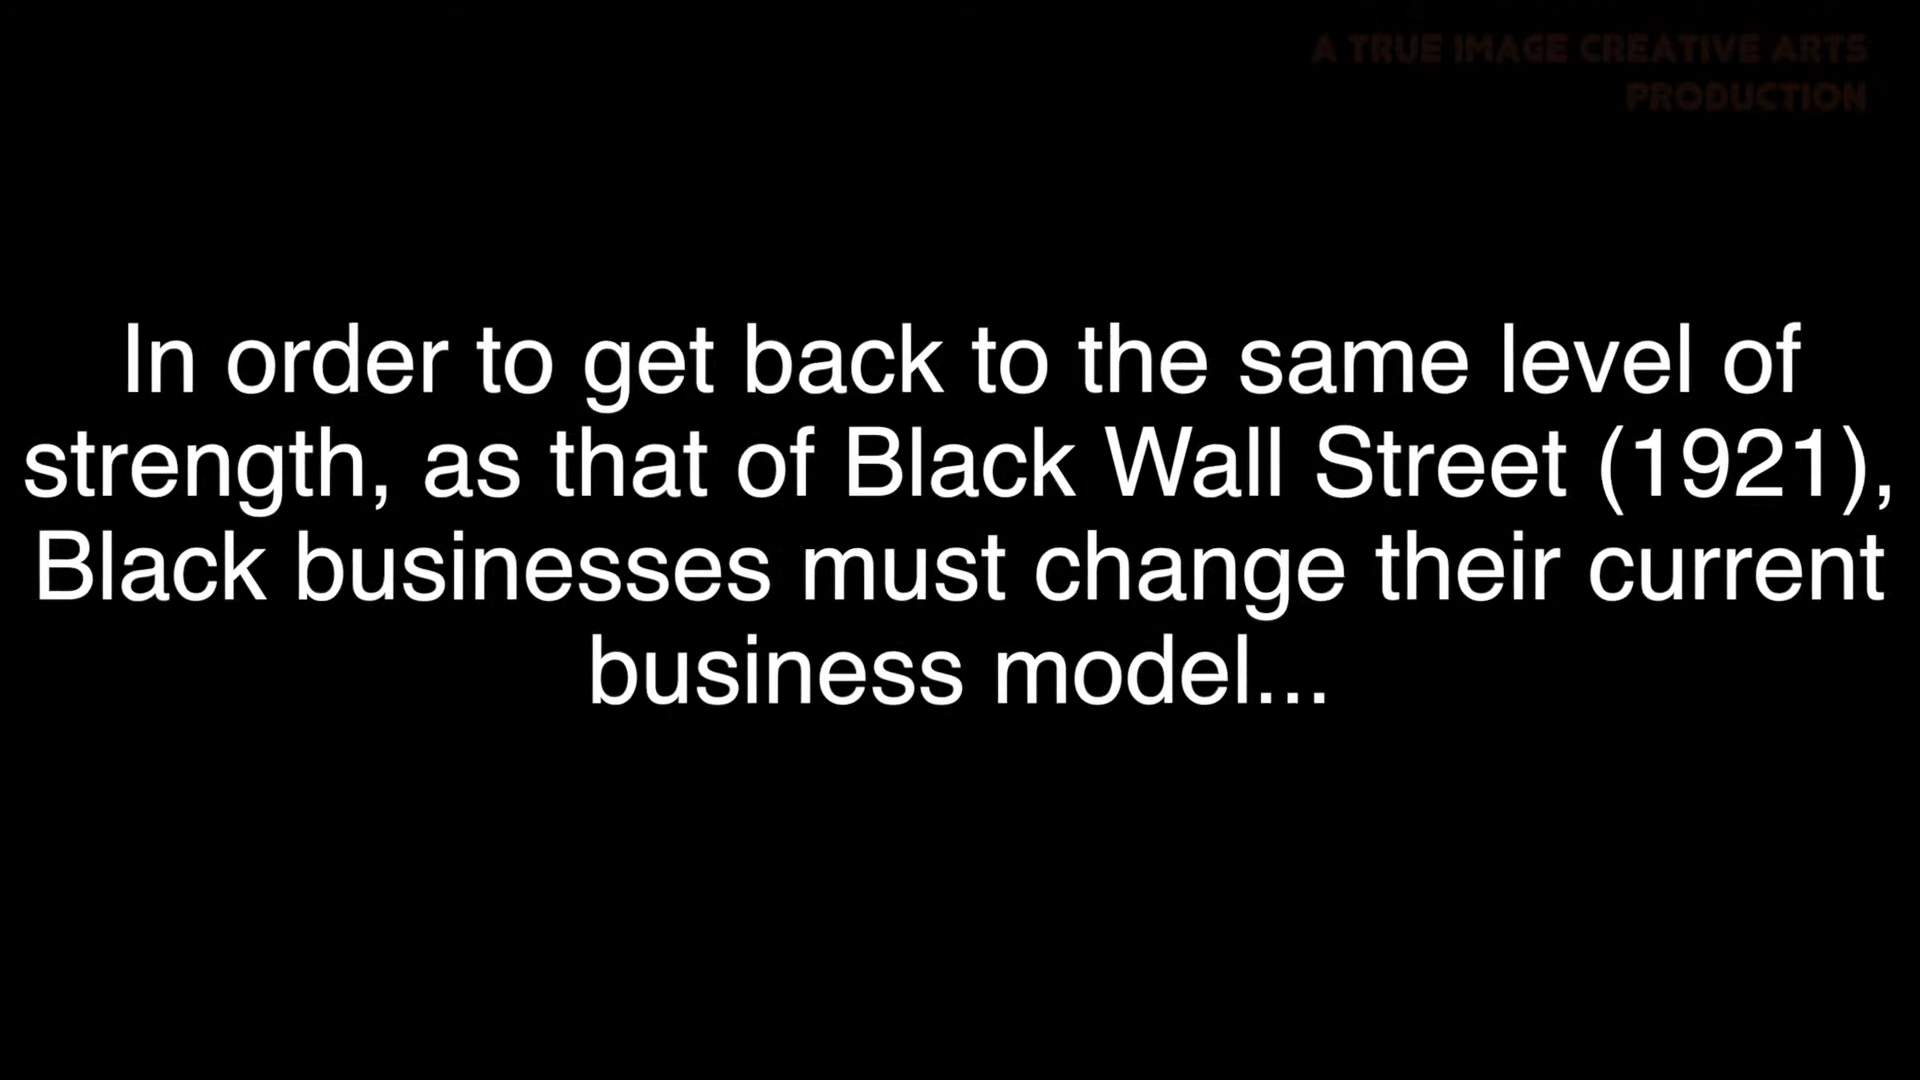 A TRUE IMAGE CREATIVE ARTS
PRODUCTION
In order to get back to the same level of
strength, as that of Black Wall Street (1921),
Black businesses must change their current
business model...